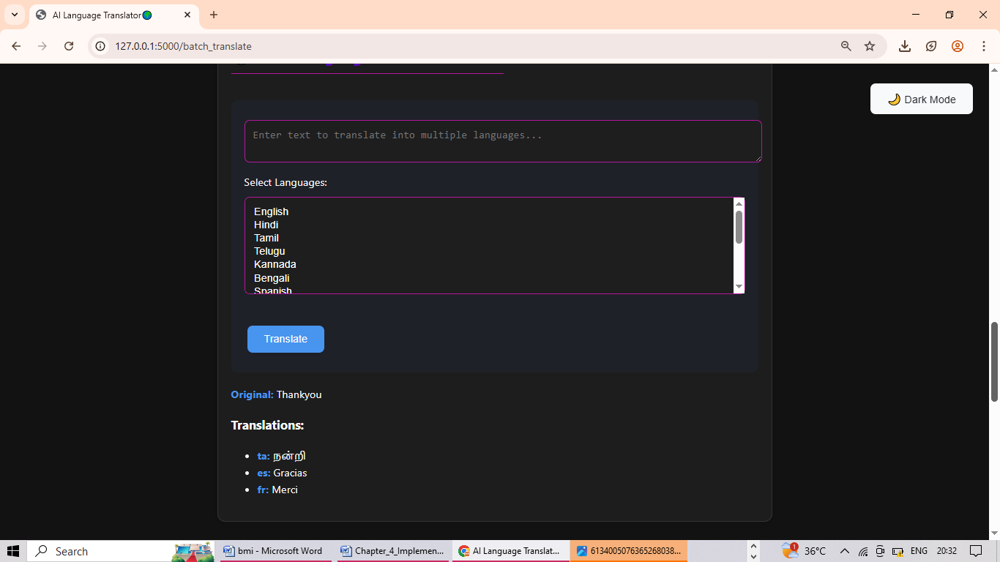 AI Language Translator
127.0.0.1:5000/batch_translate
Dark Mode
Enter text to translate into multiple languages...
Select Languages:
English
Hindi
Tamil
Telugu
Kannada
Bengali
Spanish
Translate
Original: Thankyou
Translations:
ta: நன்றி
es: Gracias
fr: Merci
Search
bmi - Microsoft Word
Chapter_4_Implemen...
AI Language Translat...
6134005076365268038...
1
36°C
ENG
20:32